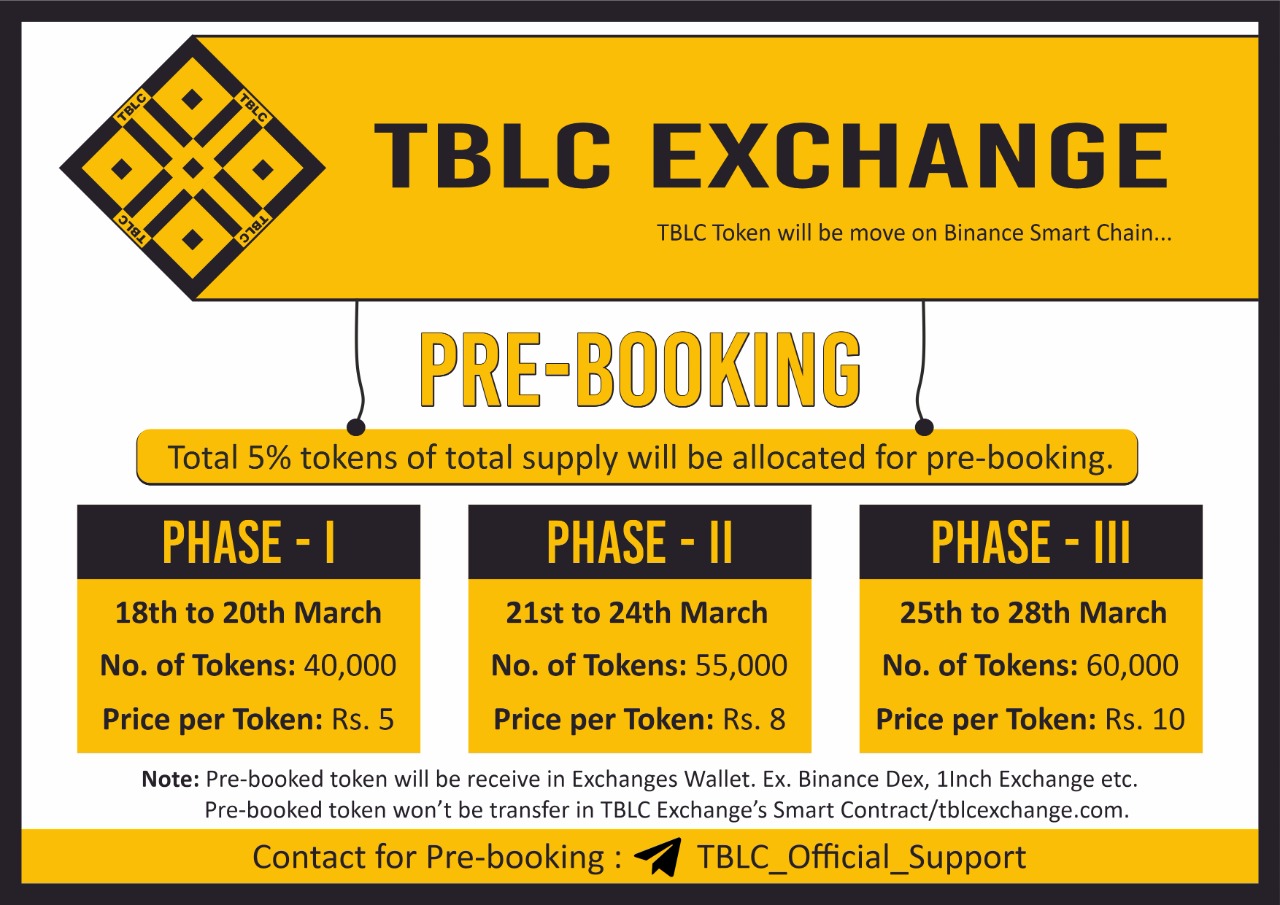 TBLC
TBLC
TBLC
TBLC
TBLC EXCHANGE
TBLC Token will be move on Binance Smart Chain...
PRE-BOOKING
Total 5% tokens of total supply will be allocated for pre-booking.
PHASE - I
18th to 20th March
No. of Tokens: 40,000
Price per Token: Rs. 5
PHASE - II
21st to 24th March
No. of Tokens: 55,000
Price per Token: Rs. 8
PHASE - III
25th to 28th March
No. of Tokens: 60,000
Price per Token: Rs. 10
Note: Pre-booked token will be receive in Exchanges Wallet. Ex. Binance Dex, 1Inch Exchange etc.
Pre-booked token won't be transfer in TBLC Exchange's Smart Contract/tblcexchange.com.
Contact for Pre-booking : TBLC_Official_Support